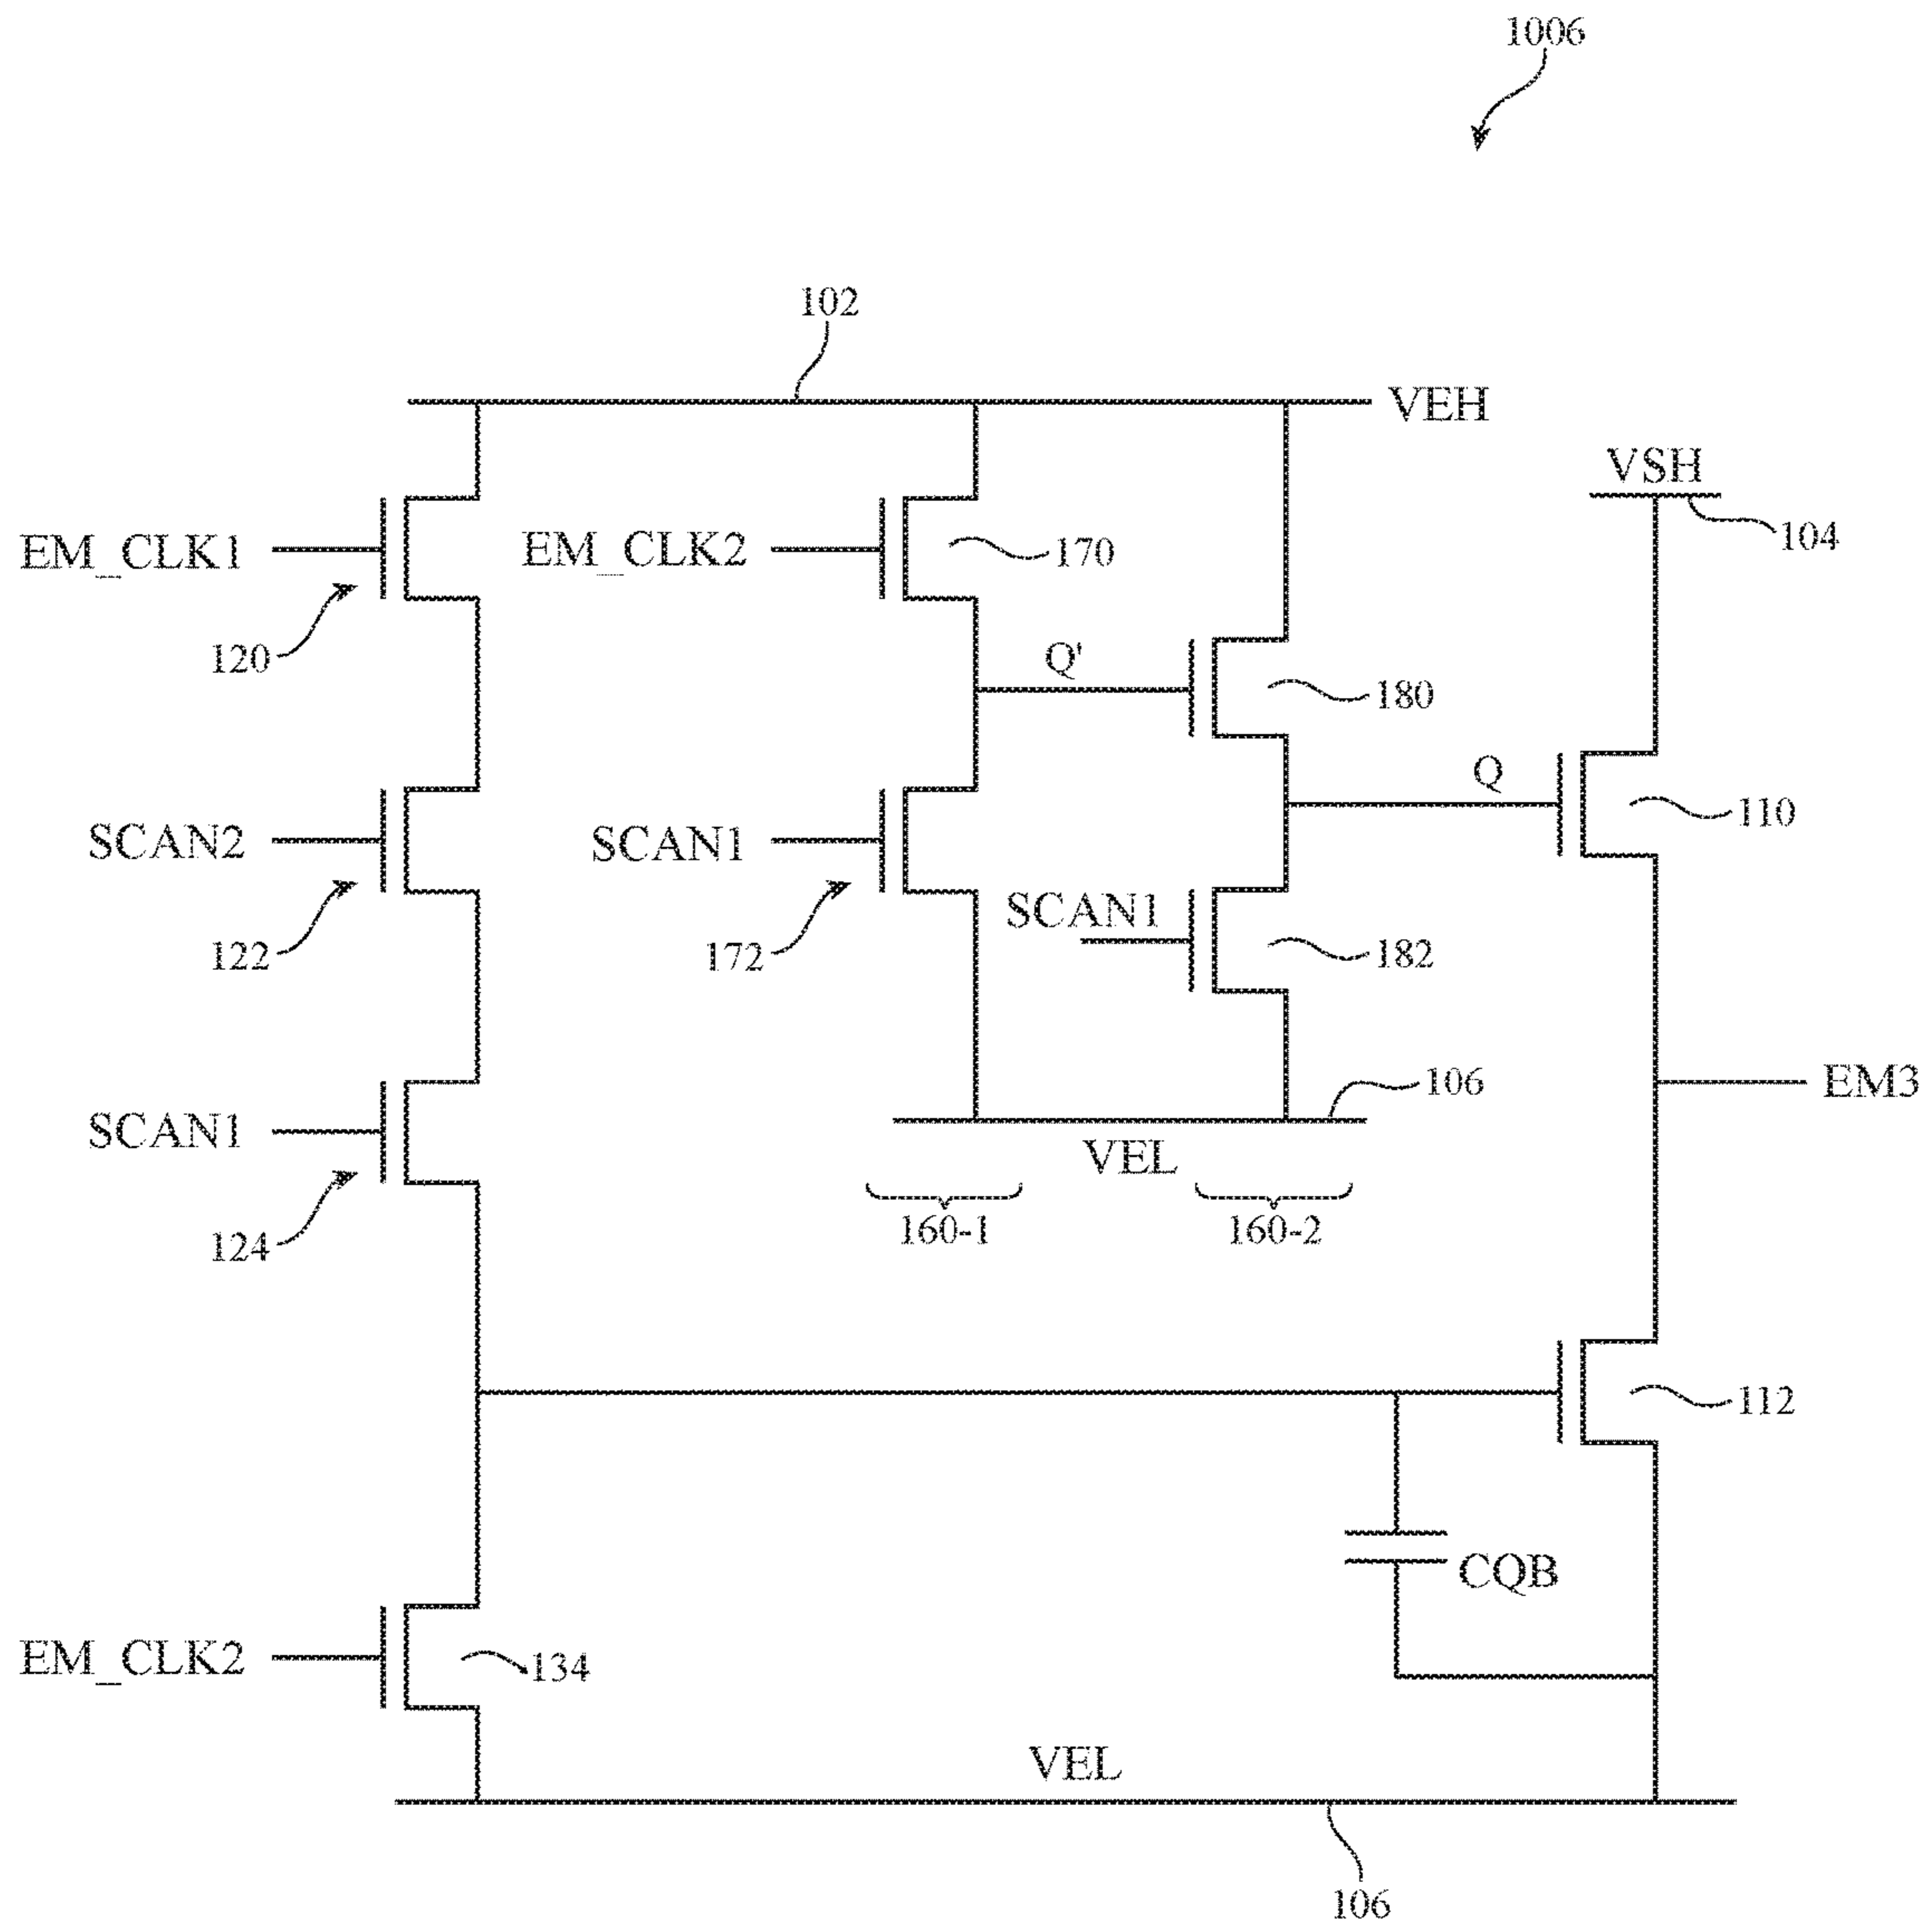 1006
102
VEH
VSH
104
EM_CLK1
EM_CLK2
170
120
Q'
180
Q
110
SCAN2
SCAN1
SCAN1
122
172
182
106
EM3
SCAN1
VEL
124
160-1
160-2
112
CQB
EM_CLK2
134
VEL
106